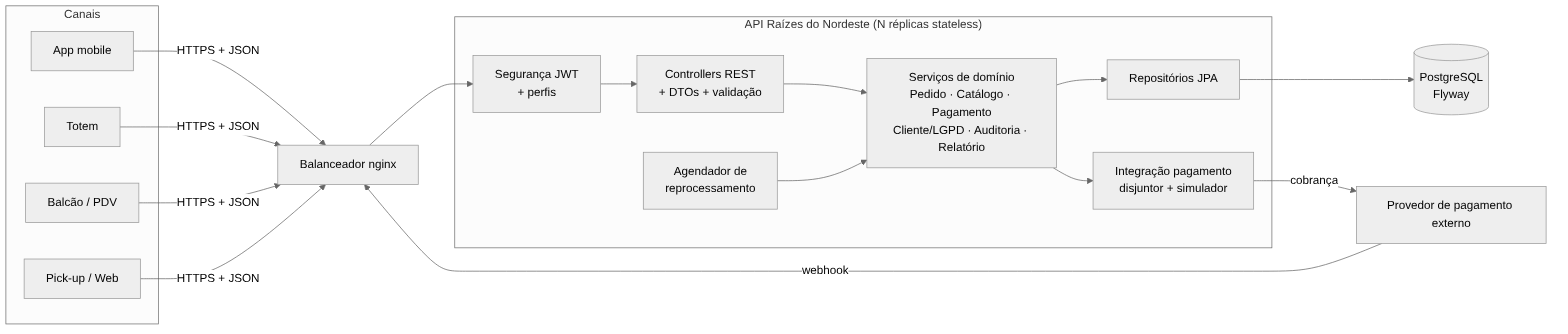 Canais
App mobile
Totem
Balcão / PDV
Pick-up / Web
HTTPS + JSON
HTTPS + JSON
HTTPS + JSON
HTTPS + JSON
Balanceador nginx
API Raízes do Nordeste (N réplicas stateless)
Segurança JWT
+ perfis
Controllers REST
+ DTOs + validação
Agendador de
reprocessamento
Serviços de domínio
Pedido · Catálogo ·
Pagamento
Cliente/LGPD · Auditoria ·
Relatório
Repositórios JPA
Integração pagamento
disjuntor + simulador
PostgreSQL
Flyway
cobrança
Provedor de pagamento
externo
webhook